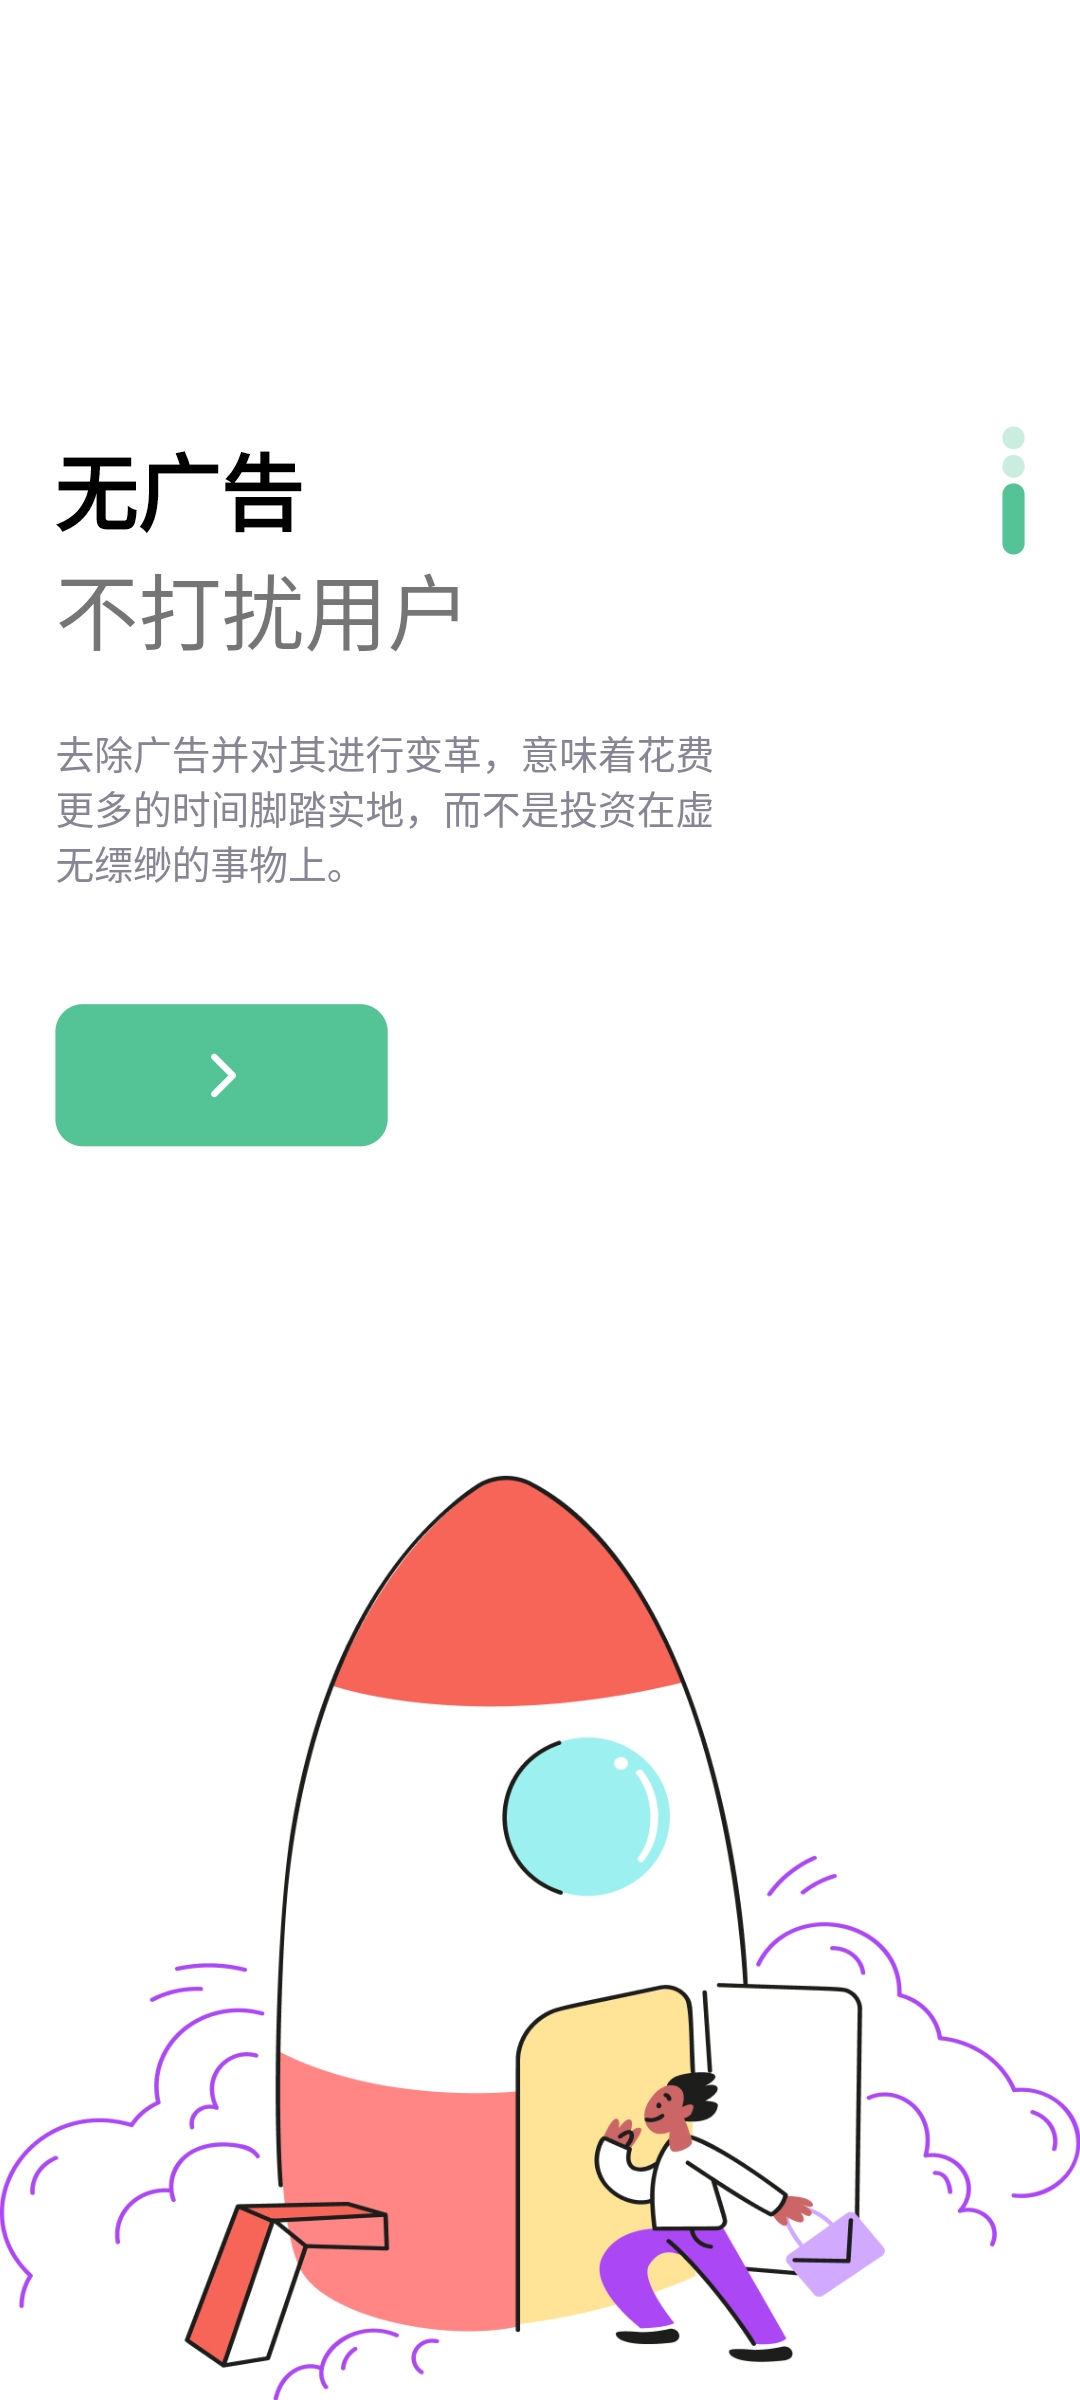 无广告
不打扰用户
去除广告并对其进行变革，意味着花费
更多的时间脚踏实地，而不是投资在虚
无缥缈的事物上。